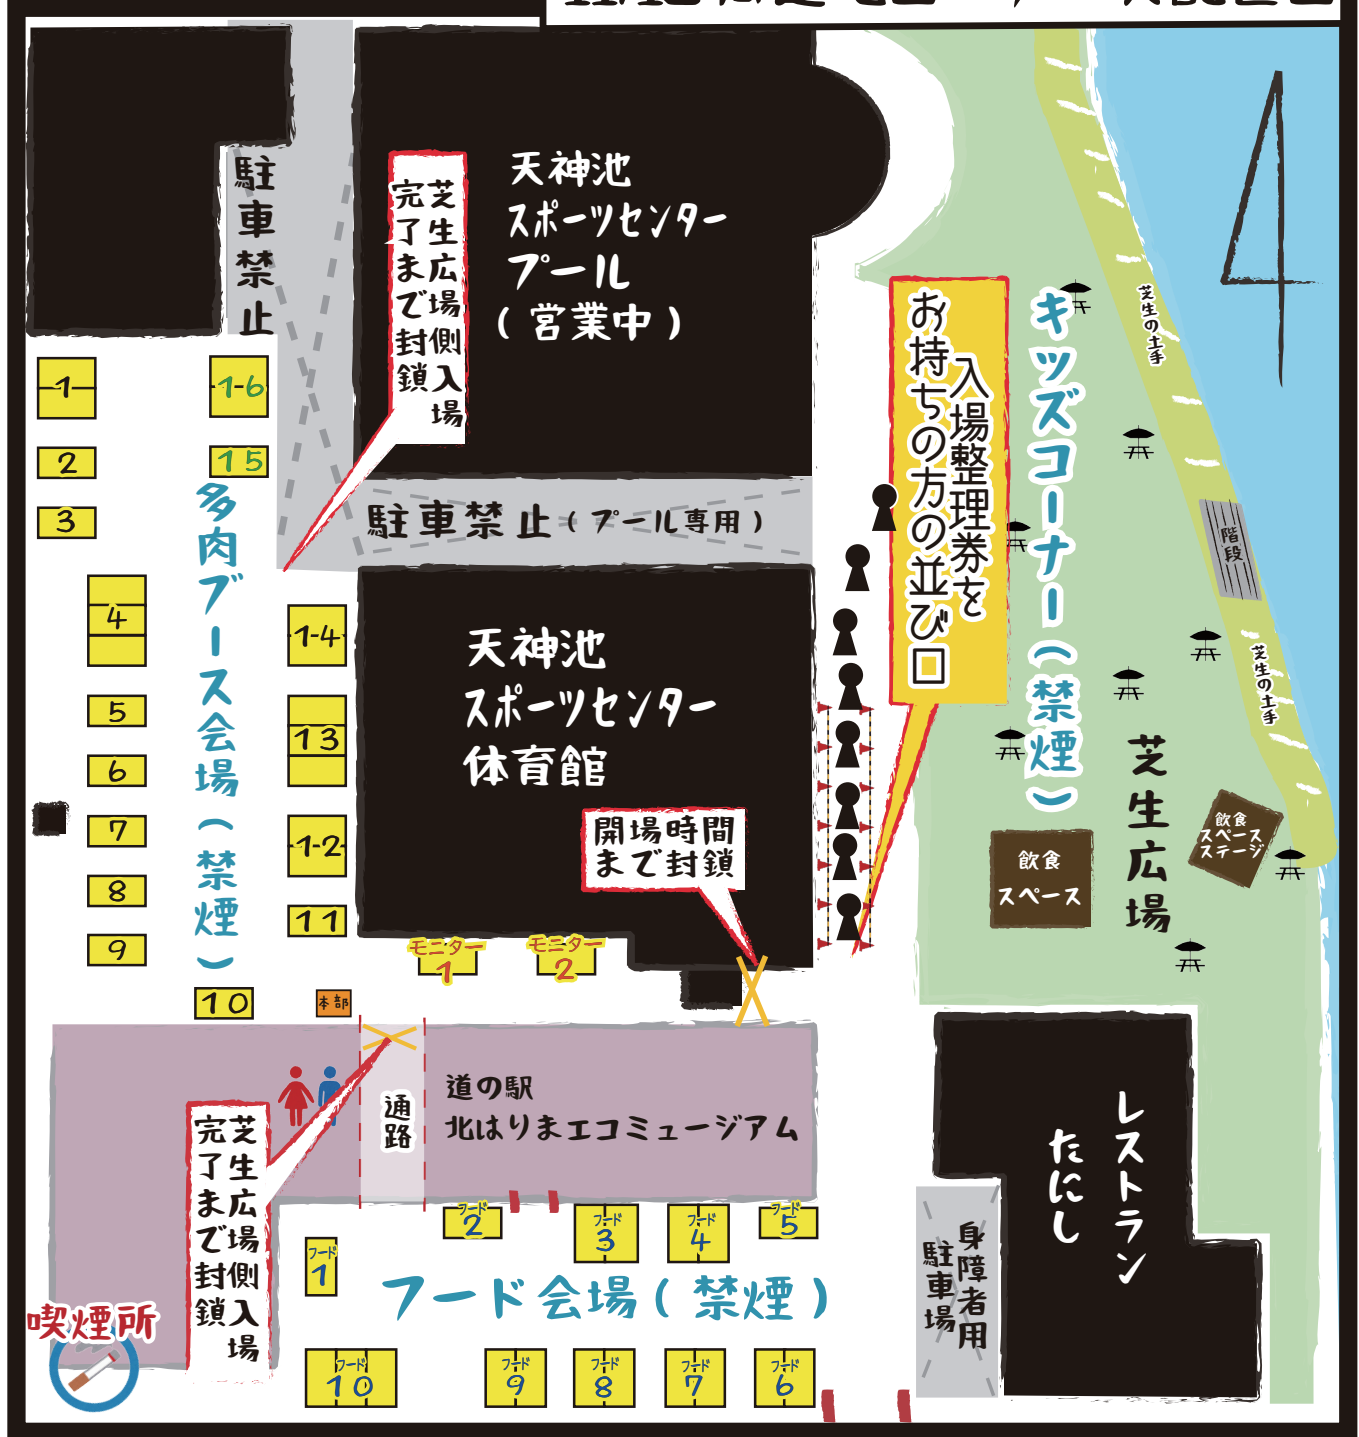 駐車禁止
芝生広場側入場
完了まで封鎖
天神池
スポーツセンター
プール
(営業中)
入場整理券を
お持ちの方の並び口
キッズコーナー(禁煙)
芝生の土手
階段
芝生の土手
芝生広場
飲食
スペース
飲食
スペース
ステージ
1
2
3
4
5
6
7
8
9
10
11
1-2
13
1-4
15
1-6
多肉ブース会場(禁煙)
駐車禁止(プール専用)
天神池
スポーツセンター
体育館
開場時間
まで封鎖
モニター
1
モニター
2
本部
通路
道の駅
北はりまエコミュージアム
芝生広場側入場
完了まで封鎖
喫煙所
フード
1
フード
2
フード
3
フード
4
フード
5
フード会場(禁煙)
フード
10
フード
9
フード
8
フード
7
フード
6
身障者用
駐車場
レストラン
たにし